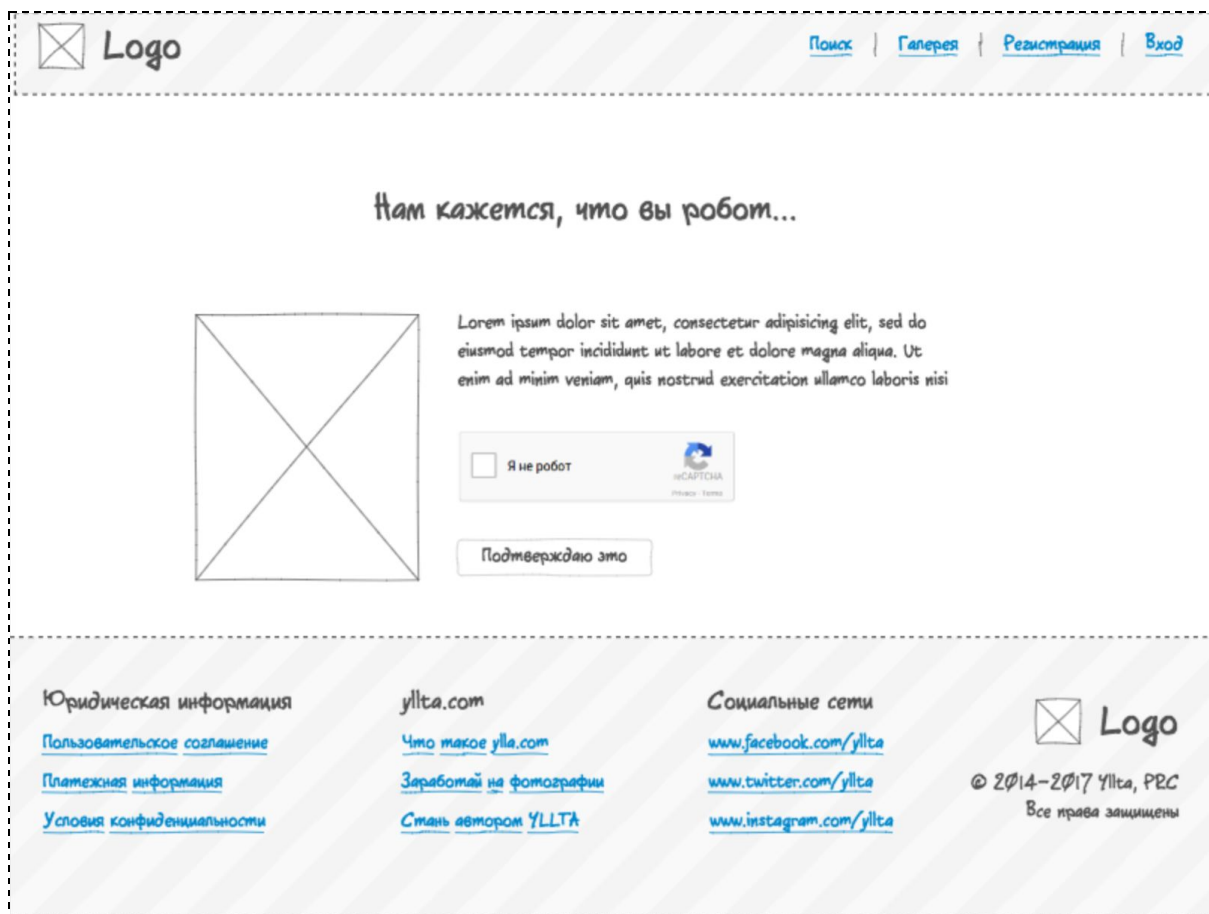 Logo
Поиск | Галерея | Регистрация | Вход
Нам кажется, что вы робот...
Lorem ipsum dolor sit amet, consectetur adipisicing elit, sed do
eiusmod tempor incididunt ut labore et dolore magna aliqua. Ut
enim ad minim veniam, quis nostrud exercitation ullamco laboris nisi
Я не робот
reCAPTCHA
Privacy - Terms
Подтверждаю это
Юридическая информация
Пользовательское соглашение
Платежная информация
Условия конфиденциальности
yllta.com
Что такое ylla.com
Заработай на фотографии
Стань автором YLLTA
Социальные сети
www.facebook.com/yllta
www.twitter.com/yllta
www.instagram.com/yllta
Logo
© 2014-2017 Yllta, PRC
Все права защищены